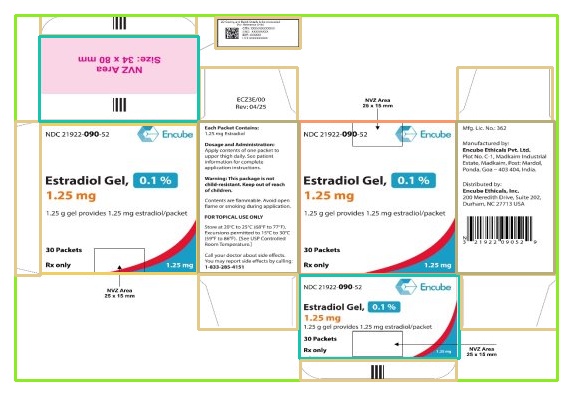 NVZ Area
Size: 34 x 80 mm
ECZ3E/00
Rev: 04/25
NVZ Area
25 x 15 mm
NDC 21922-090-52
Encube
Estradiol Gel, 0.1 %
1.25 mg
1.25 g gel provides 1.25 mg estradiol/packet
30 Packets
Rx only
1.25 mg
NVZ Area
25 x 15 mm
Each Packet Contains:
1.25 mg Estradiol
Dosage and Administration:
Apply contents of one packet to
upper thigh daily. See patient
information for complete
application instructions.
Warning: This package is not
child-resistant. Keep out of reach
of children.
Contents are flammable. Avoid open
flame or smoking during application.
FOR TOPICAL USE ONLY
Store at 20°C to 25°C (68°F to 77°F),
Excursions permitted to 15°C to 30°C
(59°F to 86°F). [See USP Controlled
Room Temperature.]
Call your doctor about side effects.
You may report side effects by calling:
1-833-285-4151
NDC 21922-090-52
Encube
Estradiol Gel, 0.1 %
1.25 mg
1.25 g gel provides 1.25 mg estradiol/packet
30 Packets
Rx only
1.25 mg
Mfg. Lic. No.: 362
Manufactured by:
Encube Ethicals Pvt. Ltd.
Plot No. C-1, Madkaim Industrial
Estate, Madkaim, Post: Mardol,
Ponda, Goa – 403 404, India.
Distributed by:
Encube Ethicals, Inc.
200 Meredith Drive, Suite 202,
Durham, NC 27713 USA
3 21922 09052 9
NDC 21922-090-52
Encube
Estradiol Gel, 0.1 %
1.25 mg
1.25 g gel provides 1.25 mg estradiol/packet
30 Packets
Rx only
1.25 mg
NVZ Area
25 x 15 mm